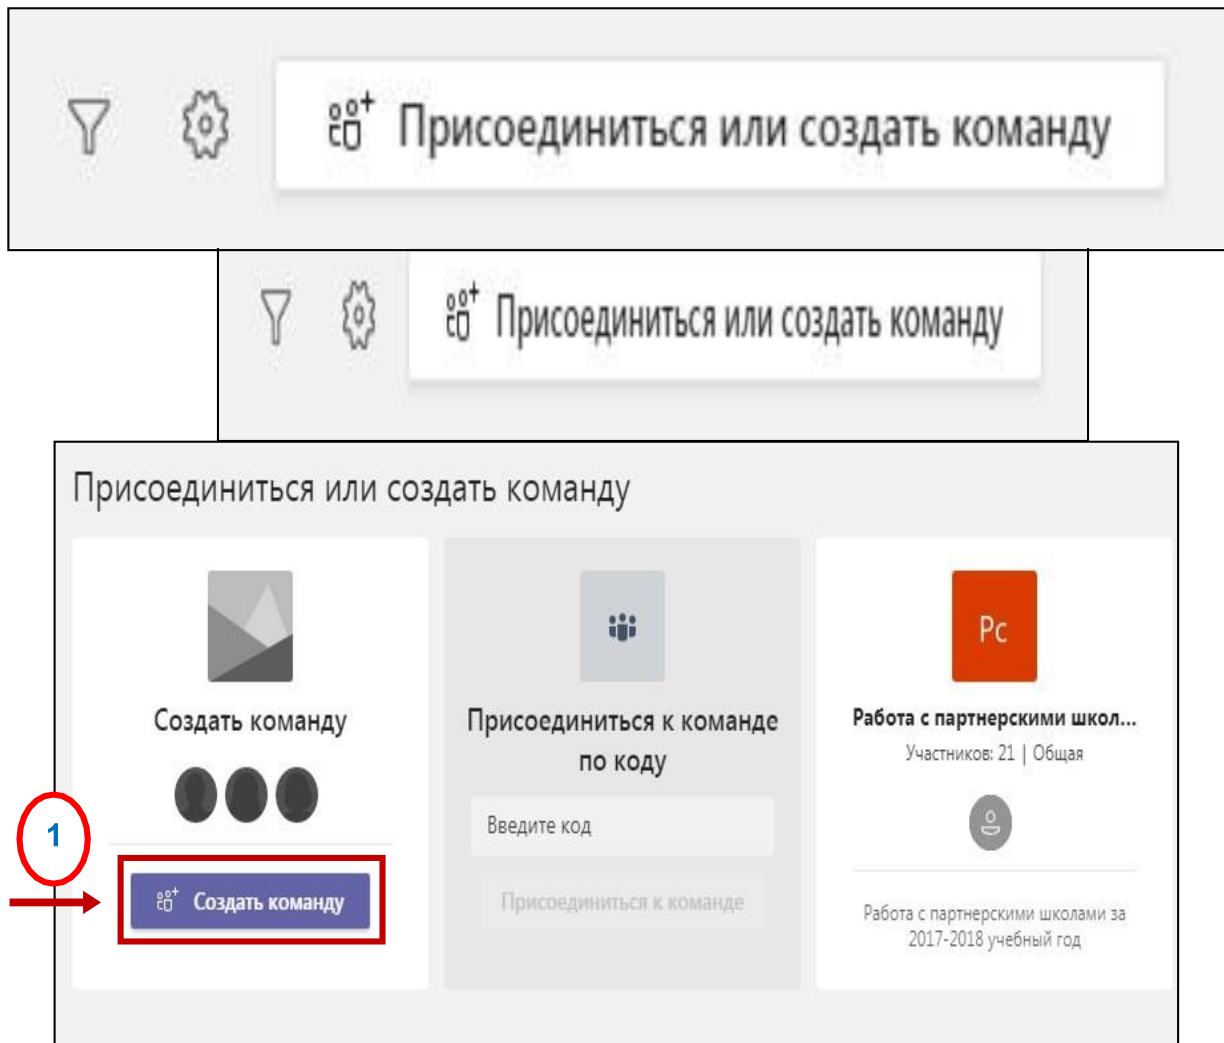 Присоединиться или создать команду
Присоединиться или создать команду
Присоединиться или создать команду
Создать команду
1
Создать команду
Присоединиться к команде
по коду
Введите код
Присоединиться к команде
Pc
Работа с партнерскими школ...
Участников: 21 | Общая
Работа с партнерскими школами за
2017-2018 учебный год